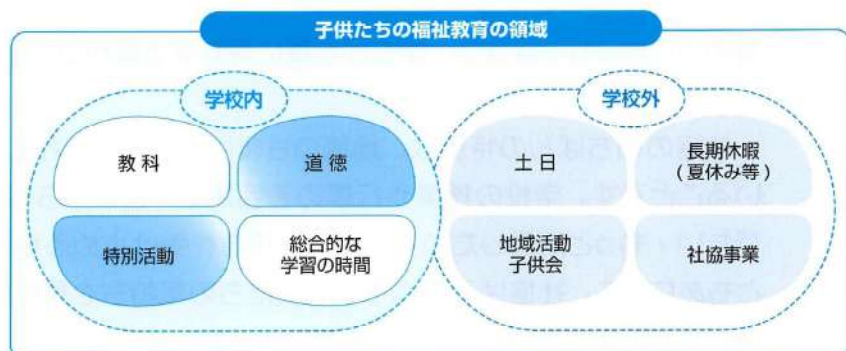 子供たちの福祉教育の領域
学校内
学校外
教科
道徳
土日
長期休暇
(夏休み等)
特別活動
総合的な
学習の時間
地域活動
子供会
社協事業